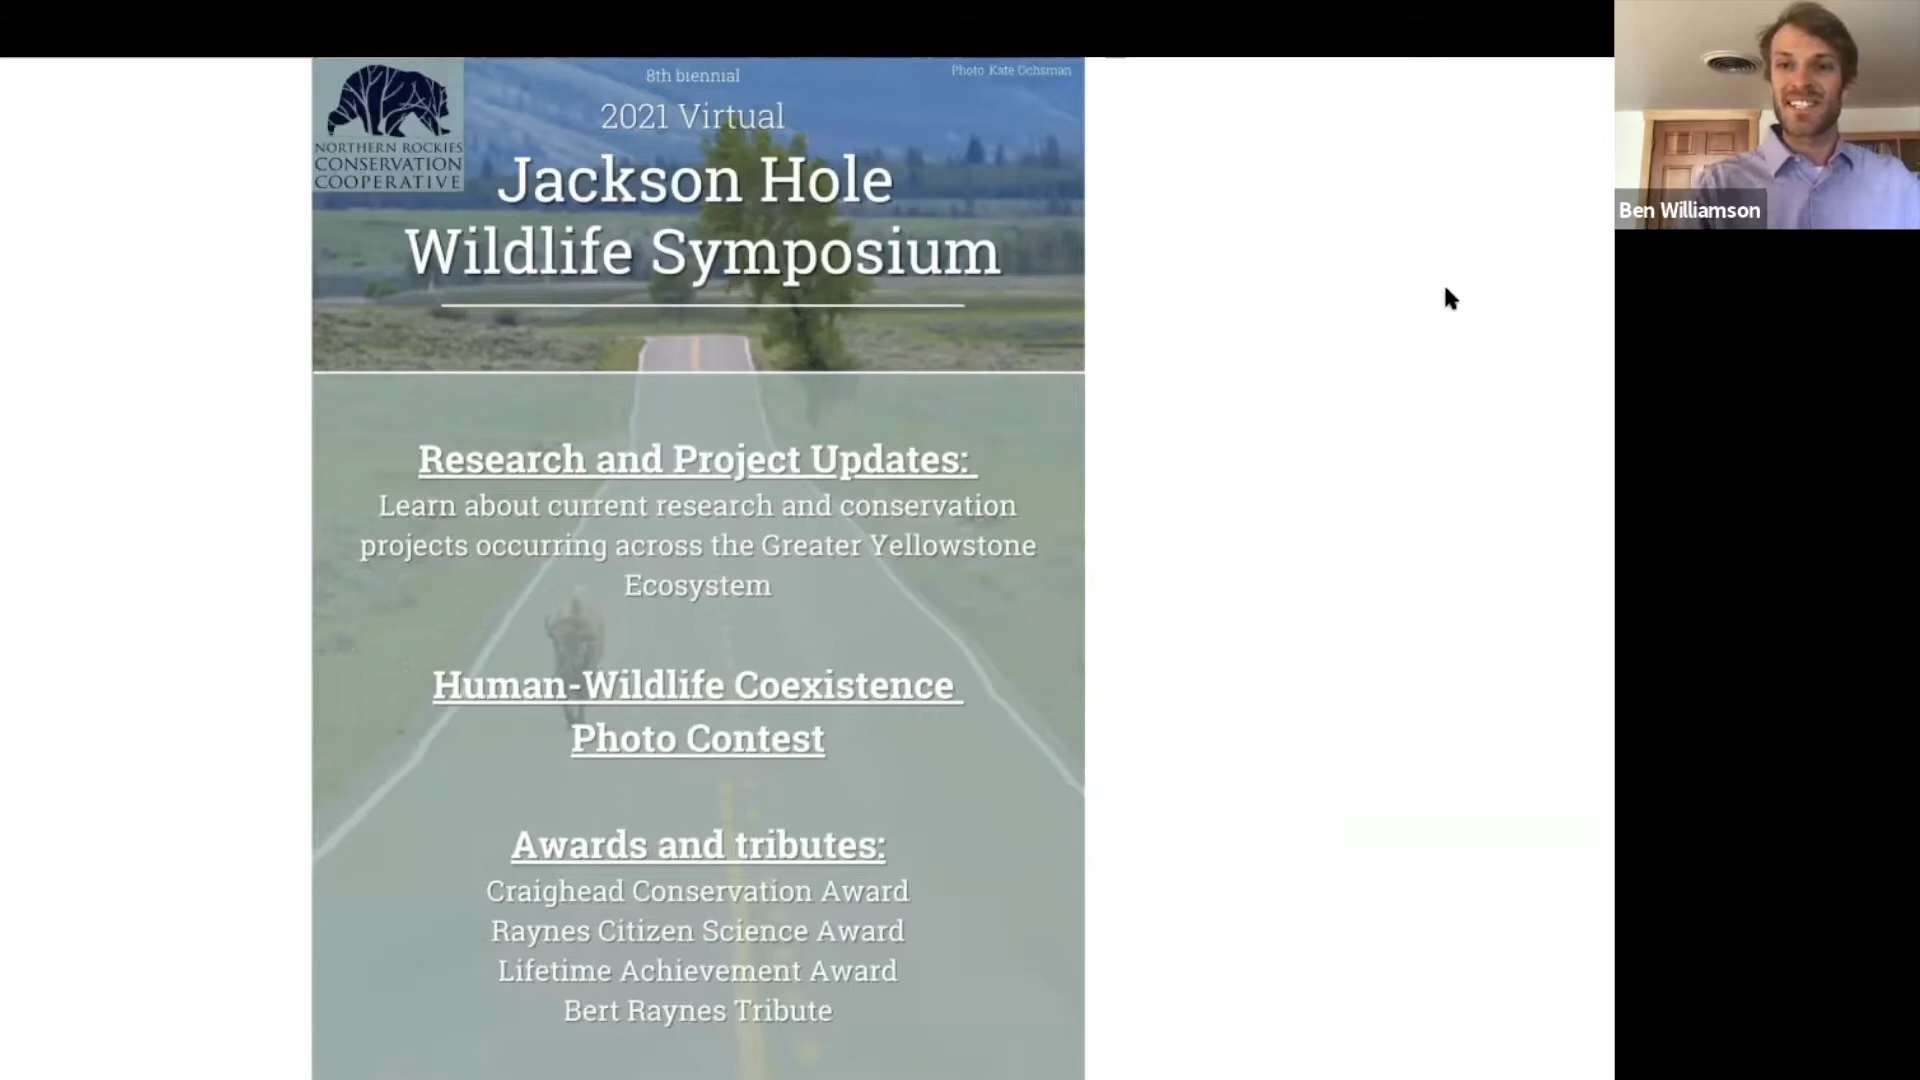 8th biennial
Photo Kate Ochsman
2021 Virtual
NORTHERN ROCKIES
CONSERVATION
COOPERATIVE
Jackson Hole
Wildlife Symposium
Ben Williamson
Research and Project Updates:
Learn about current research and conservation
projects occurring across the Greater Yellowstone
Ecosystem
Human-Wildlife Coexistence
Photo Contest
Awards and tributes:
Craighead Conservation Award
Raynes Citizen Science Award
Lifetime Achievement Award
Bert Raynes Tribute